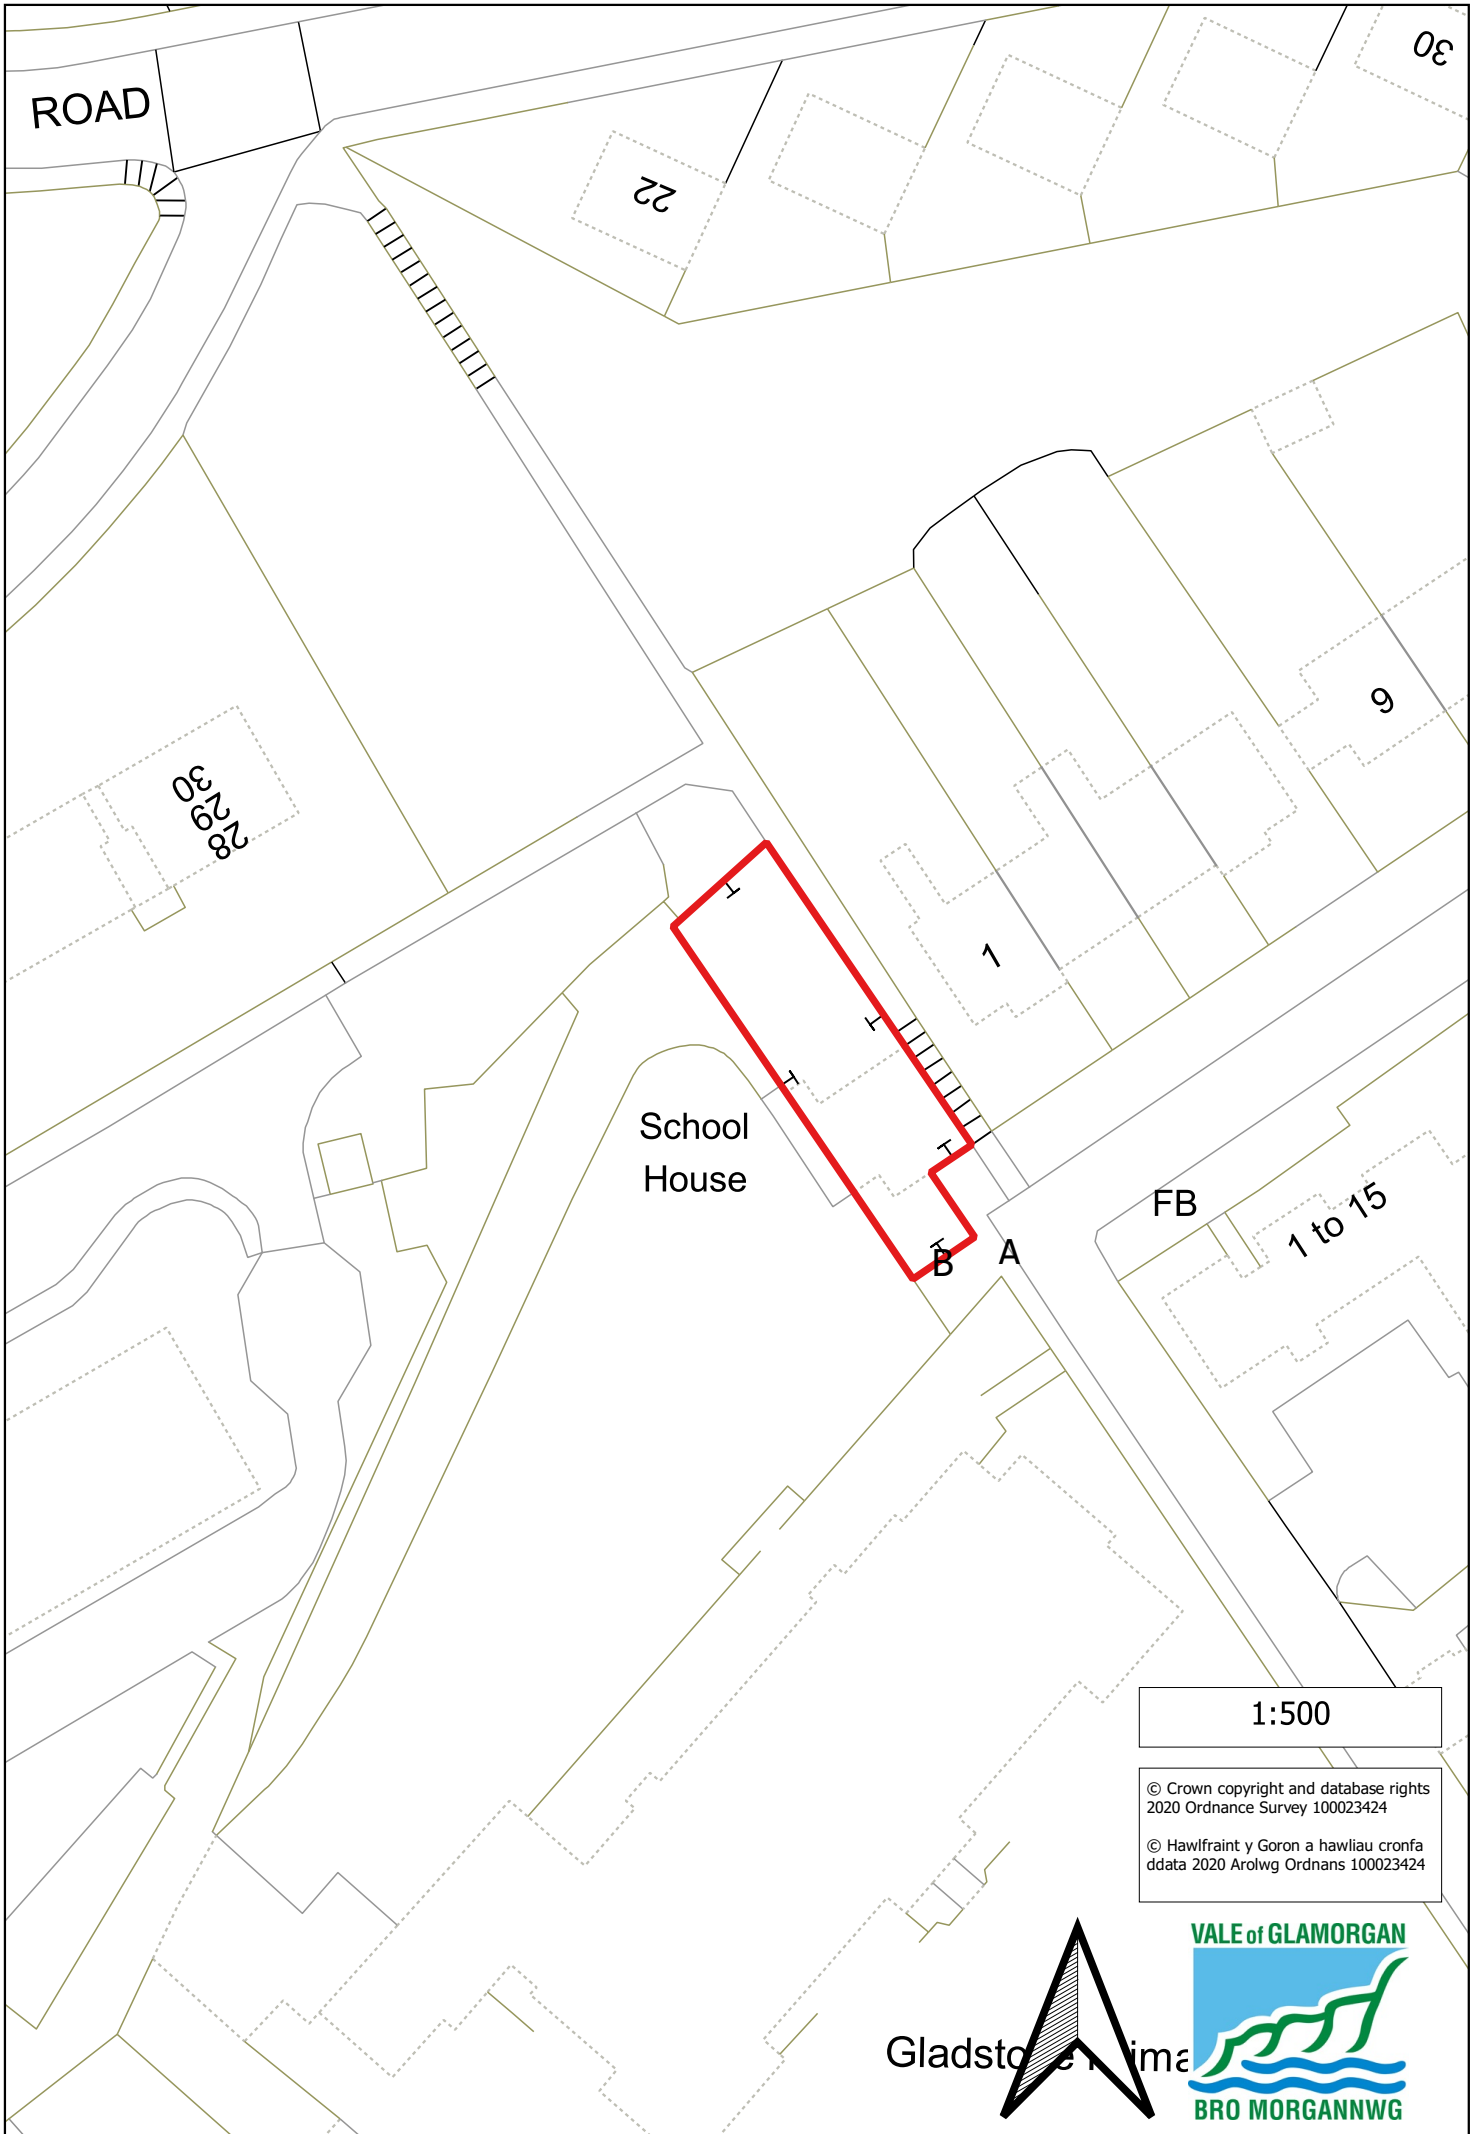 ROAD
22
30
30
29
28
9
1
School
House
FB
1 to 15
A
B
1:500
© Crown copyright and database rights
2020 Ordnance Survey 100023424
© Hawlfraint y Goron a hawliau cronfa
ddata 2020 Arolwg Ordnans 100023424
VALE of GLAMORGAN
BRO MORGANNWG